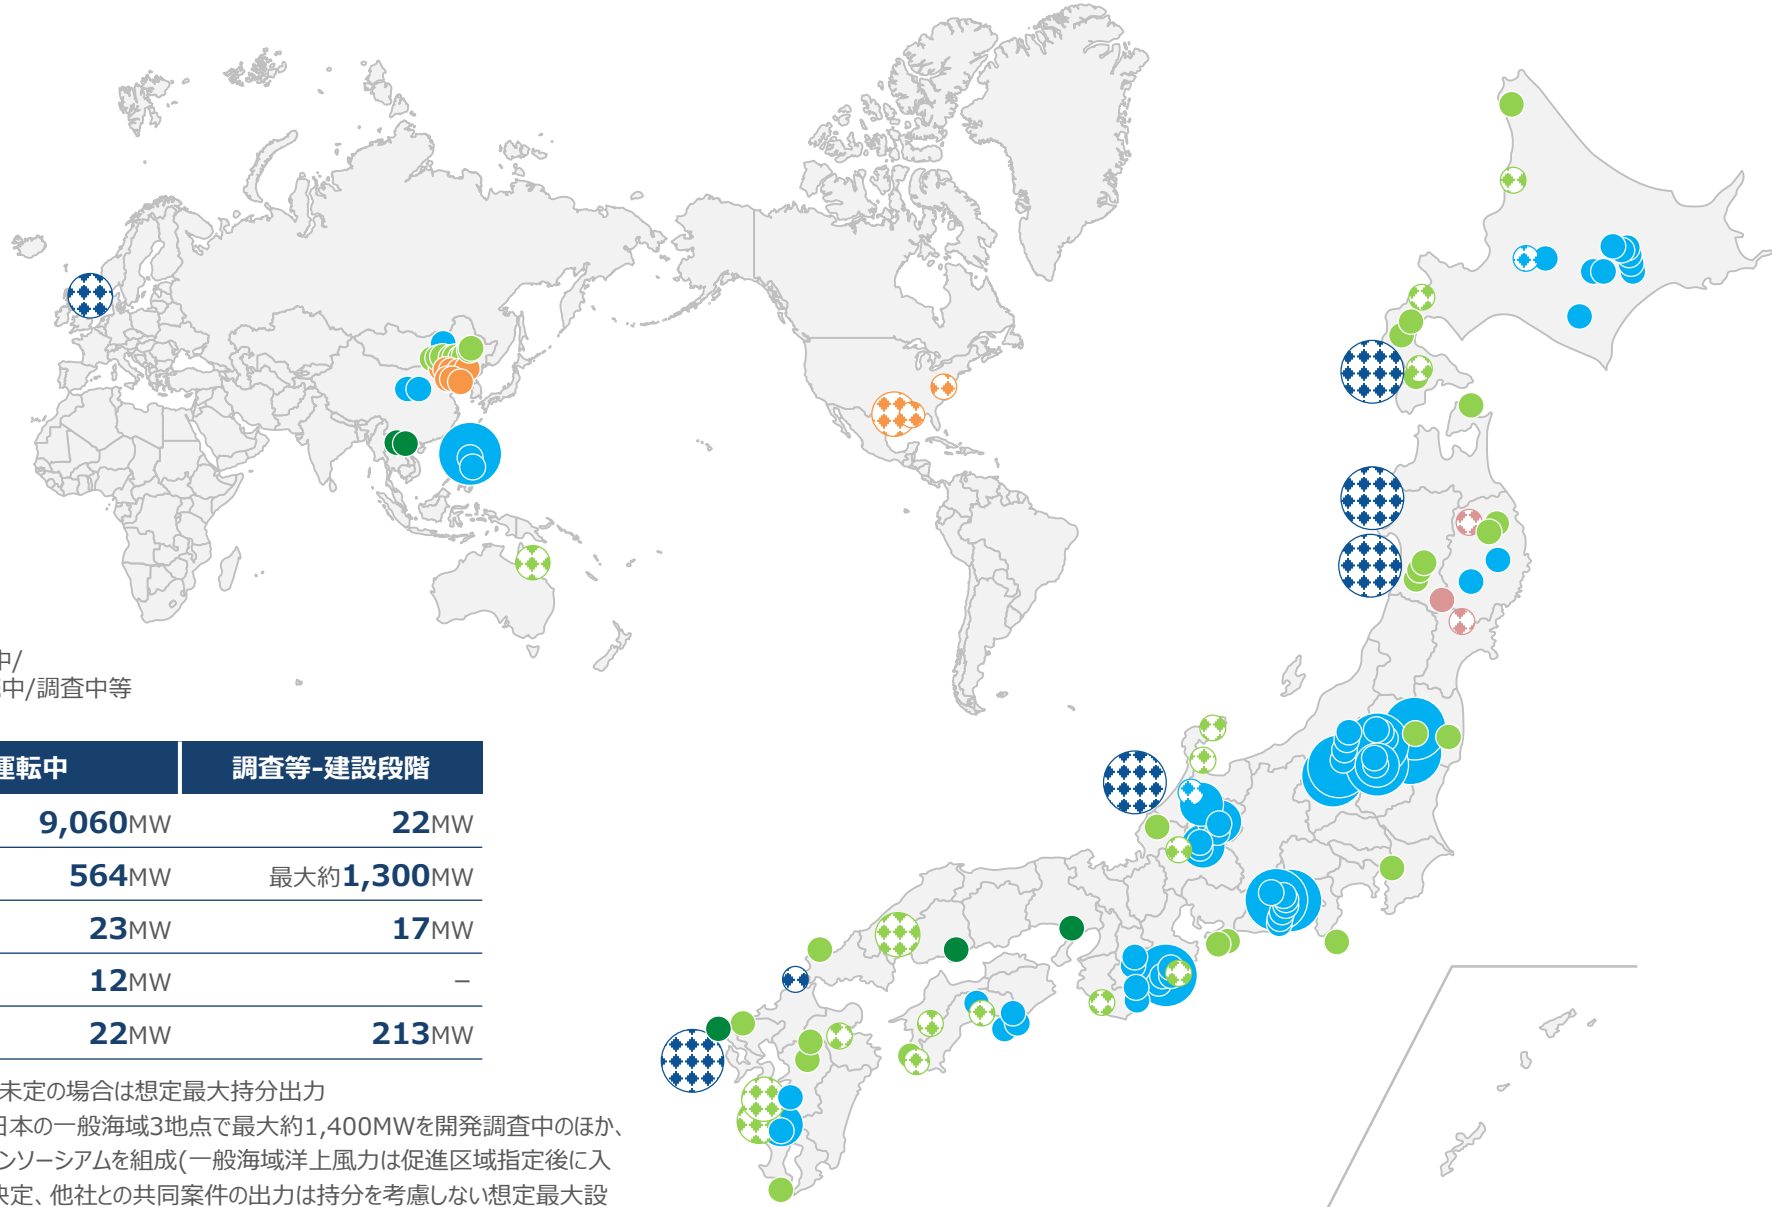 中/
中/調査中等
運転中 調査等-建設段階
9,060MW 22MW
564MW 最大約1,300MW
23MW 17MW
12MW –
22MW 213MW
未定の場合は想定最大持分出力
日本の一般海域3地点で最大約1,400MWを開発調査中のほか、
ンソーシアムを組成(一般海域洋上風力は促進区域指定後に入
決定、他社との共同案件の出力は持分を考慮しない想定最大設